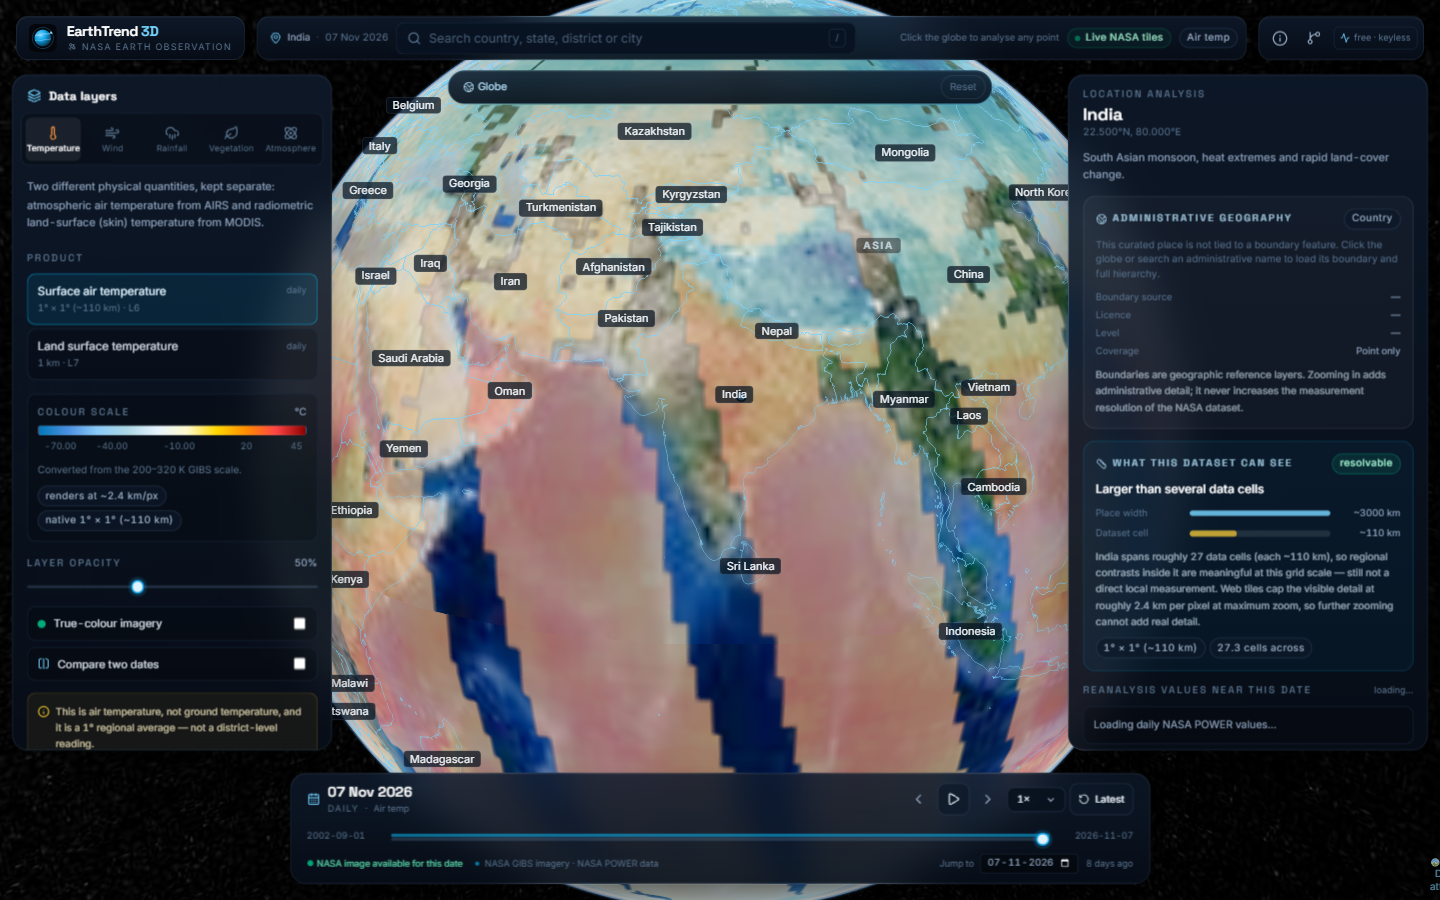 EarthTrend 3D
NASA EARTH OBSERVATION
India · 07 Nov 2026
Search country, state, district or city
/
Click the globe to analyse any point
Live NASA tiles
Air temp
free · keyless
Globe
Reset
Data layers
Temperature
Wind
Rainfall
Vegetation
Atmosphere
Two different physical quantities, kept separate:
atmospheric air temperature from AIRS and radiometric
land-surface (skin) temperature from MODIS.
PRODUCT
Surface air temperature
daily
1° × 1° (~110 km) · L6
Land surface temperature
daily
1 km · L7
COLOUR SCALE
°C
-70.00 -40.00 -10.00 20 45
Converted from the 200–320 K GIBS scale.
renders at ~2.4 km/px
native 1° × 1° (~110 km)
LAYER OPACITY
50%
True-colour imagery
Compare two dates
This is air temperature, not ground temperature, and
it is a 1° regional average — not a district-level
reading.
Belgium
Kazakhstan
Italy
Mongolia
Georgia
Greece
Kyrgyzstan
North Kore
Turkmenistan
Tajikistan
ASIA
Iraq
Afghanistan
Israel
Iran
China
Pakistan
Nepal
Saudi Arabia
Oman
India
Vietnam
Myanmar
Laos
Yemen
Cambodia
Ethiopia
Sri Lanka
Kenya
Indonesia
Malawi
tswana
Madagascar
LOCATION ANALYSIS
India
22.500°N, 80.000°E
South Asian monsoon, heat extremes and rapid land-cover
change.
ADMINISTRATIVE GEOGRAPHY
Country
This curated place is not tied to a boundary feature. Click the
globe or search an administrative name to load its boundary and
full hierarchy.
Boundary source —
Licence —
Level —
Coverage Point only
Boundaries are geographic reference layers. Zooming in adds
administrative detail; it never increases the measurement
resolution of the NASA dataset.
WHAT THIS DATASET CAN SEE
resolvable
Larger than several data cells
Place width ~3000 km
Dataset cell ~110 km
India spans roughly 27 data cells (each ~110 km), so regional
contrasts inside it are meaningful at this grid scale — still not a
direct local measurement. Web tiles cap the visible detail at
roughly 2.4 km per pixel at maximum zoom, so further zooming
cannot add real detail.
1° × 1° (~110 km)
27.3 cells across
REANALYSIS VALUES NEAR THIS DATE
loading...
Loading daily NASA POWER values...
07 Nov 2026
DAILY · Air temp
1×
Latest
2002-09-01
2026-11-07
NASA image available for this date
NASA GIBS imagery · NASA POWER data
Jump to
07-11-2026
8 days ago